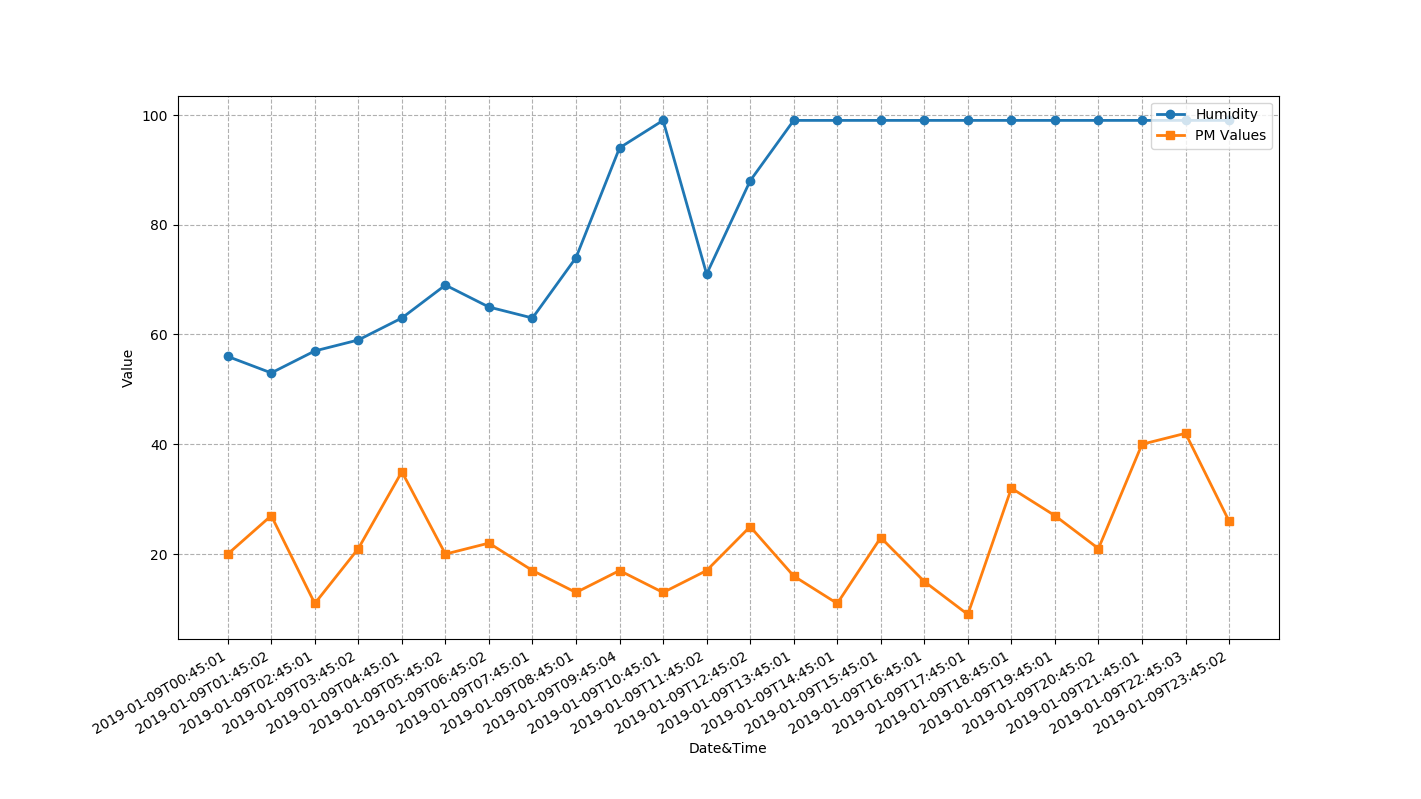 Humidity
PM Values
100
80
60
40
20
Value
2019-01-09T00:45:01
2019-01-09T01:45:02
2019-01-09T02:45:01
2019-01-09T03:45:02
2019-01-09T04:45:01
2019-01-09T05:45:02
2019-01-09T06:45:02
2019-01-09T07:45:01
2019-01-09T08:45:01
2019-01-09T09:45:04
2019-01-09T10:45:01
2019-01-09T11:45:02
2019-01-09T12:45:02
2019-01-09T13:45:01
2019-01-09T14:45:01
2019-01-09T15:45:01
2019-01-09T16:45:01
2019-01-09T17:45:01
2019-01-09T18:45:01
2019-01-09T19:45:01
2019-01-09T20:45:02
2019-01-09T21:45:01
2019-01-09T22:45:03
2019-01-09T23:45:02
Date&Time